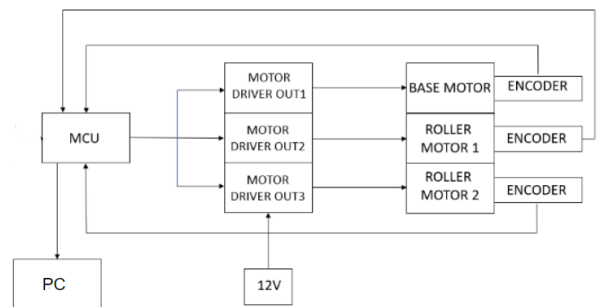 MOTOR
DRIVER OUT1
BASE MOTOR
ENCODER
MCU
MOTOR
DRIVER OUT2
ROLLER
MOTOR 1
ENCODER
MOTOR
DRIVER OUT3
ROLLER
MOTOR 2
ENCODER
PC
12V